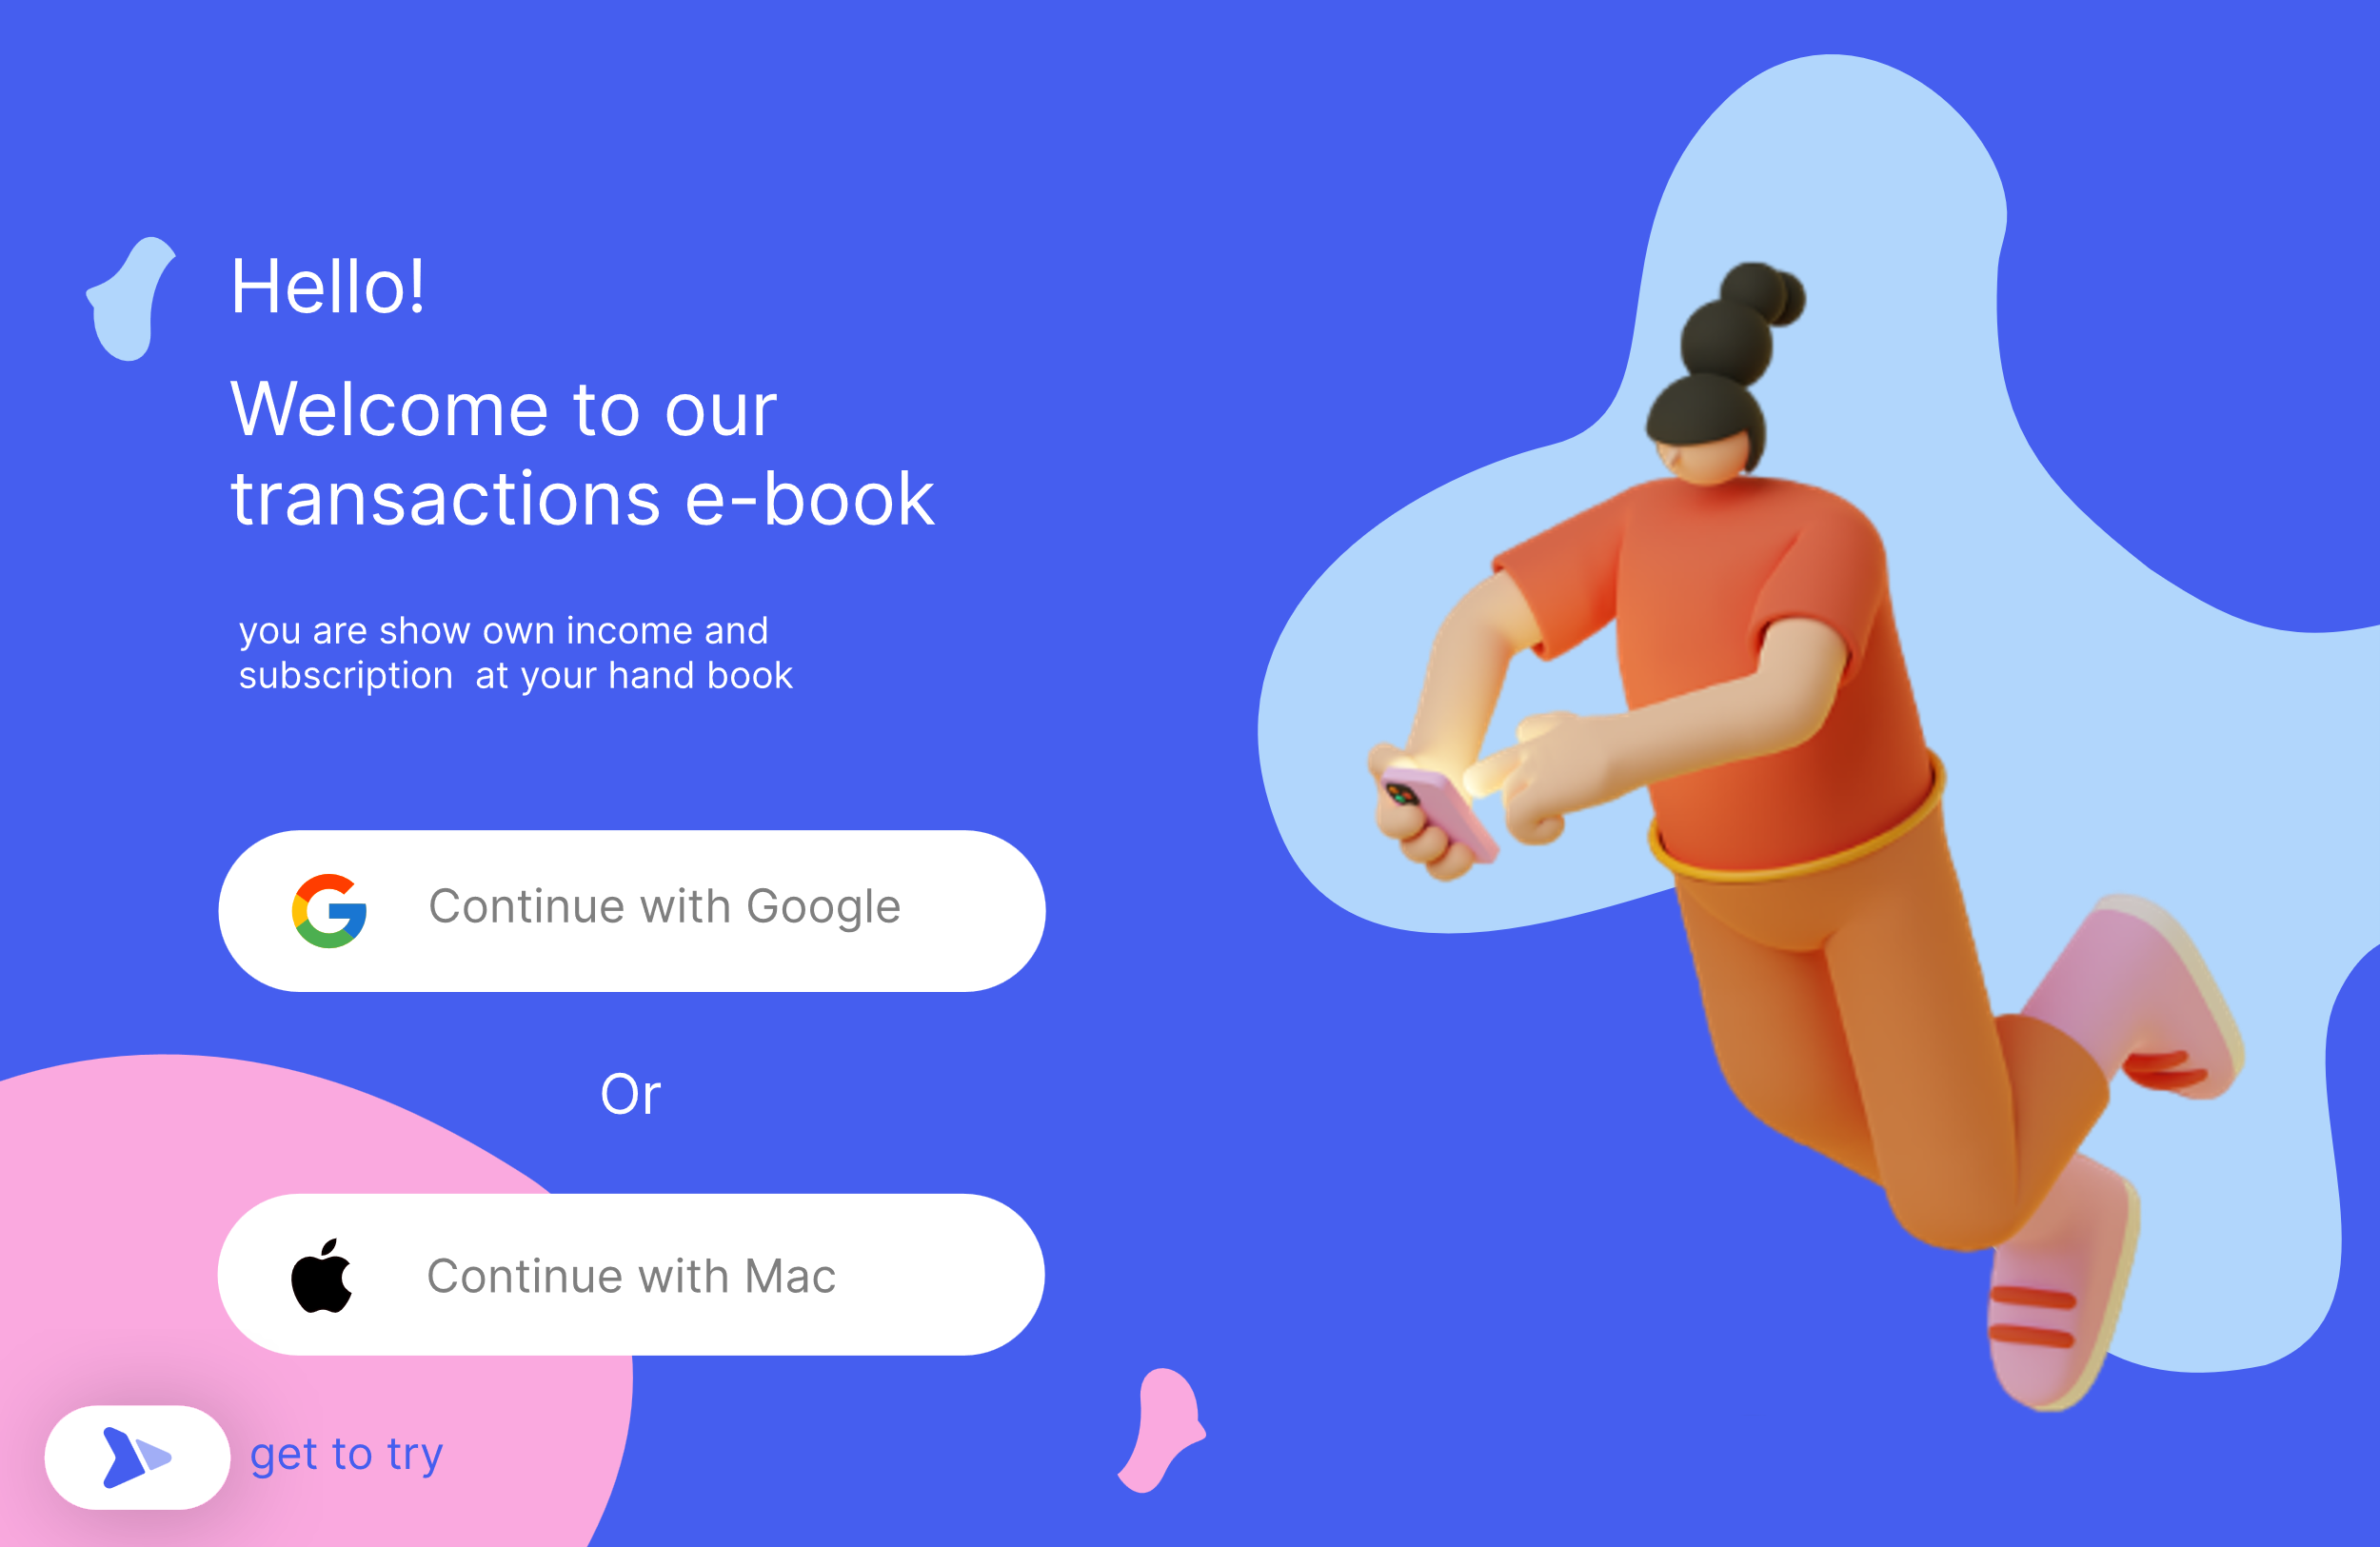 Hello!
Welcome to our
transactions e-book
you are show own income and
subscription at your hand book
Continue with Google
Or
Continue with Mac
get to try